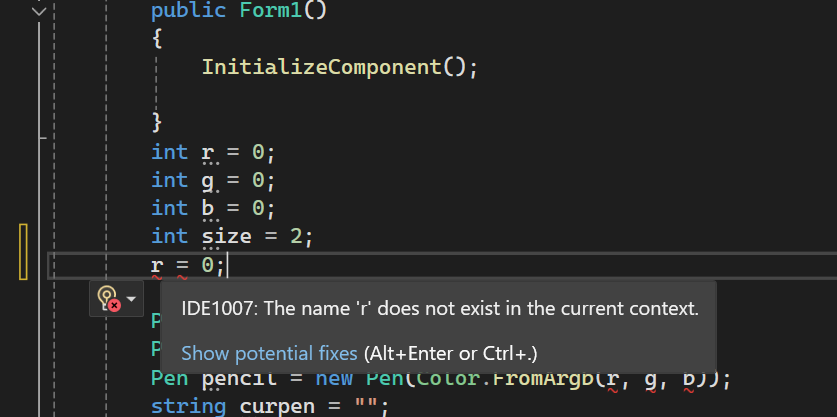 public Form1()
{
InitializeComponent();
}
int r = 0;
int g = 0;
int b = 0;
int size = 2;
r = 0;
IDE1007: The name 'r' does not exist in the current context.
P
Show potential fixes (Alt+Enter or Ctrl+.)
P
Pen pencil = new Pen(Color.FromArgb(r, g, b));
string curpen = "";